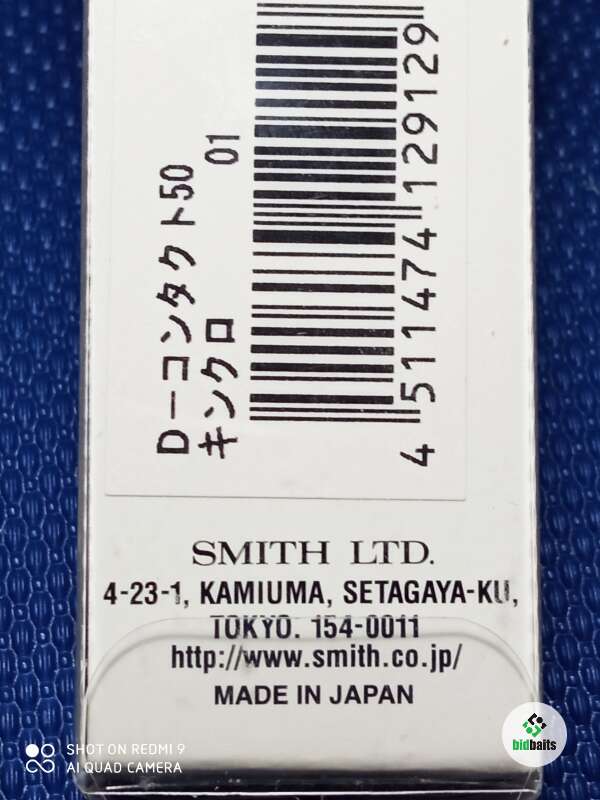 Dーコンタクト50
01
キンクロ
4 511474 129129
SMITH LTD.
4-23-1, KAMIUMA, SETAGAYA-KU,
TOKYO. 154-0011
http://www.smith.co.jp/
MADE IN JAPAN
SHOT ON REDMI 9
AI QUAD CAMERA
bidbaits